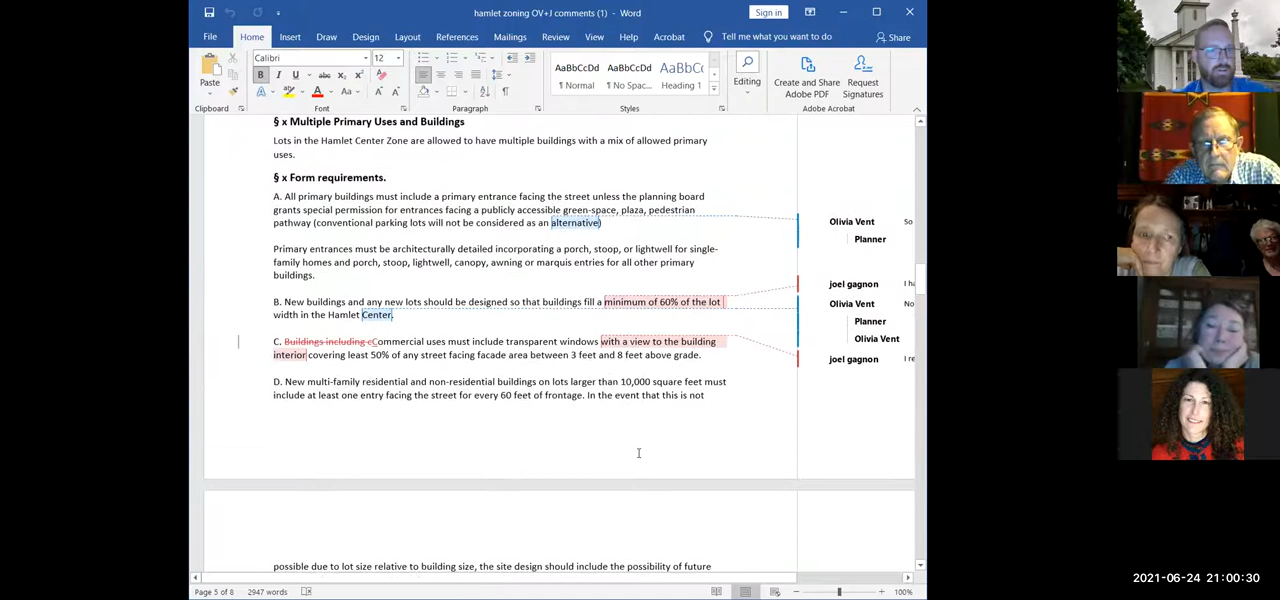 hamlet zoning OV+J comments (1) - Word
Sign in
File Home Insert Draw Design Layout References Mailings Review View Help Acrobat Tell me what you want to do Share
Calibri 12
AaBbCcDd AaBbCcDd AaBbCc
¶ Normal ¶ No Spac... Heading 1
Paste
Editing
Create and Share Adobe PDF
Request Signatures
Clipboard Font Paragraph Styles Adobe Acrobat
§ x Multiple Primary Uses and Buildings
Lots in the Hamlet Center Zone are allowed to have multiple buildings with a mix of allowed primary
uses.
§ x Form requirements.
A. All primary buildings must include a primary entrance facing the street unless the planning board
grants special permission for entrances facing a publicly accessible green-space, plaza, pedestrian
pathway (conventional parking lots will not be considered as an alternative)
Primary entrances must be architecturally detailed incorporating a porch, stoop, or lightwell for single-
family homes and porch, stoop, lightwell, canopy, awning or marquis entries for all other primary
buildings.
B. New buildings and any new lots should be designed so that buildings fill a minimum of 60% of the lot
width in the Hamlet Center.
C. Buildings including cCommercial uses must include transparent windows with a view to the building
interior covering least 50% of any street facing facade area between 3 feet and 8 feet above grade.
D. New multi-family residential and non-residential buildings on lots larger than 10,000 square feet must
include at least one entry facing the street for every 60 feet of frontage. In the event that this is not
possible due to lot size relative to building size, the site design should include the possibility of future
Olivia Vent So
Planner
joel gagnon I ha
Olivia Vent No
Planner
Olivia Vent
joel gagnon I re
Page 5 of 8 2947 words
100%
2021-06-24 21:00:30